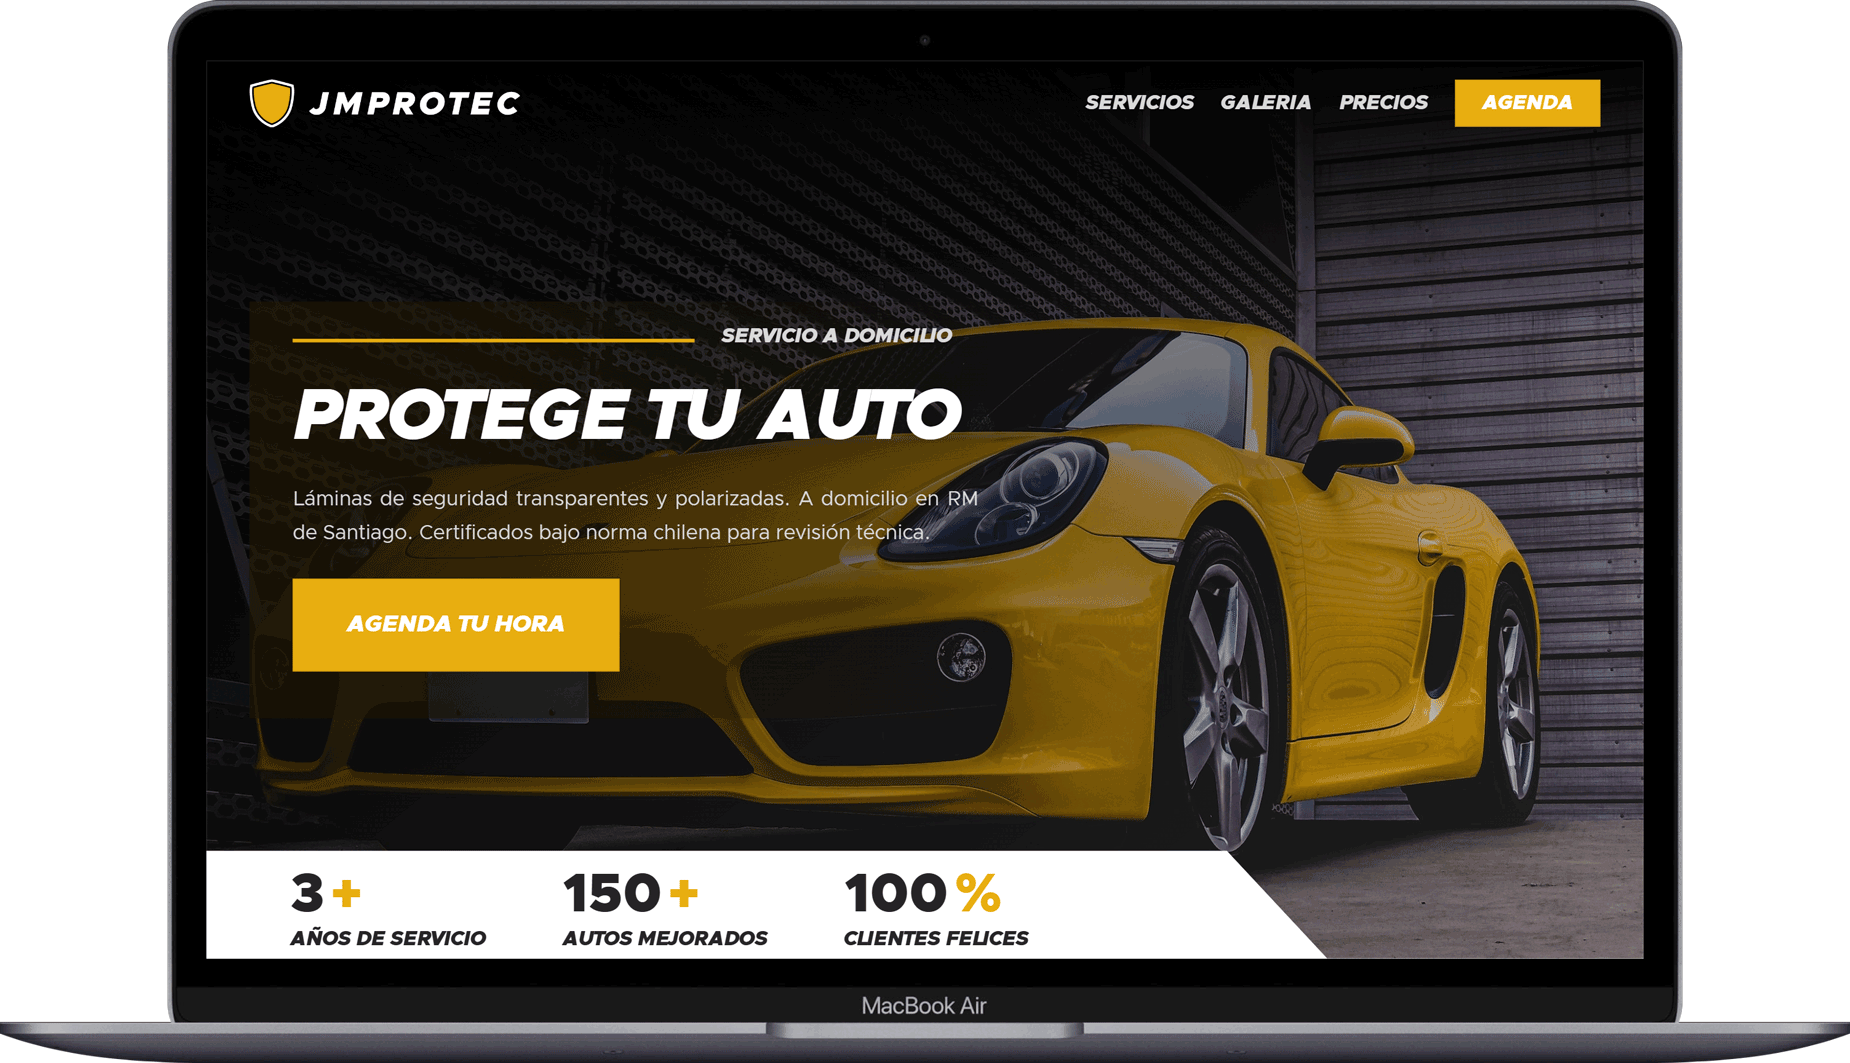 JMPROTEC
SERVICIOS GALERIA PRECIOS AGENDA
SERVICIO A DOMICILIO
PROTEGE TU AUTO
Láminas de seguridad transparentes y polarizadas. A domicilio en RM
de Santiago. Certificados bajo norma chilena para revisión técnica.
AGENDA TU HORA
3+ 150+ 100%
AÑOS DE SERVICIO AUTOS MEJORADOS CLIENTES FELICES
MacBook Air